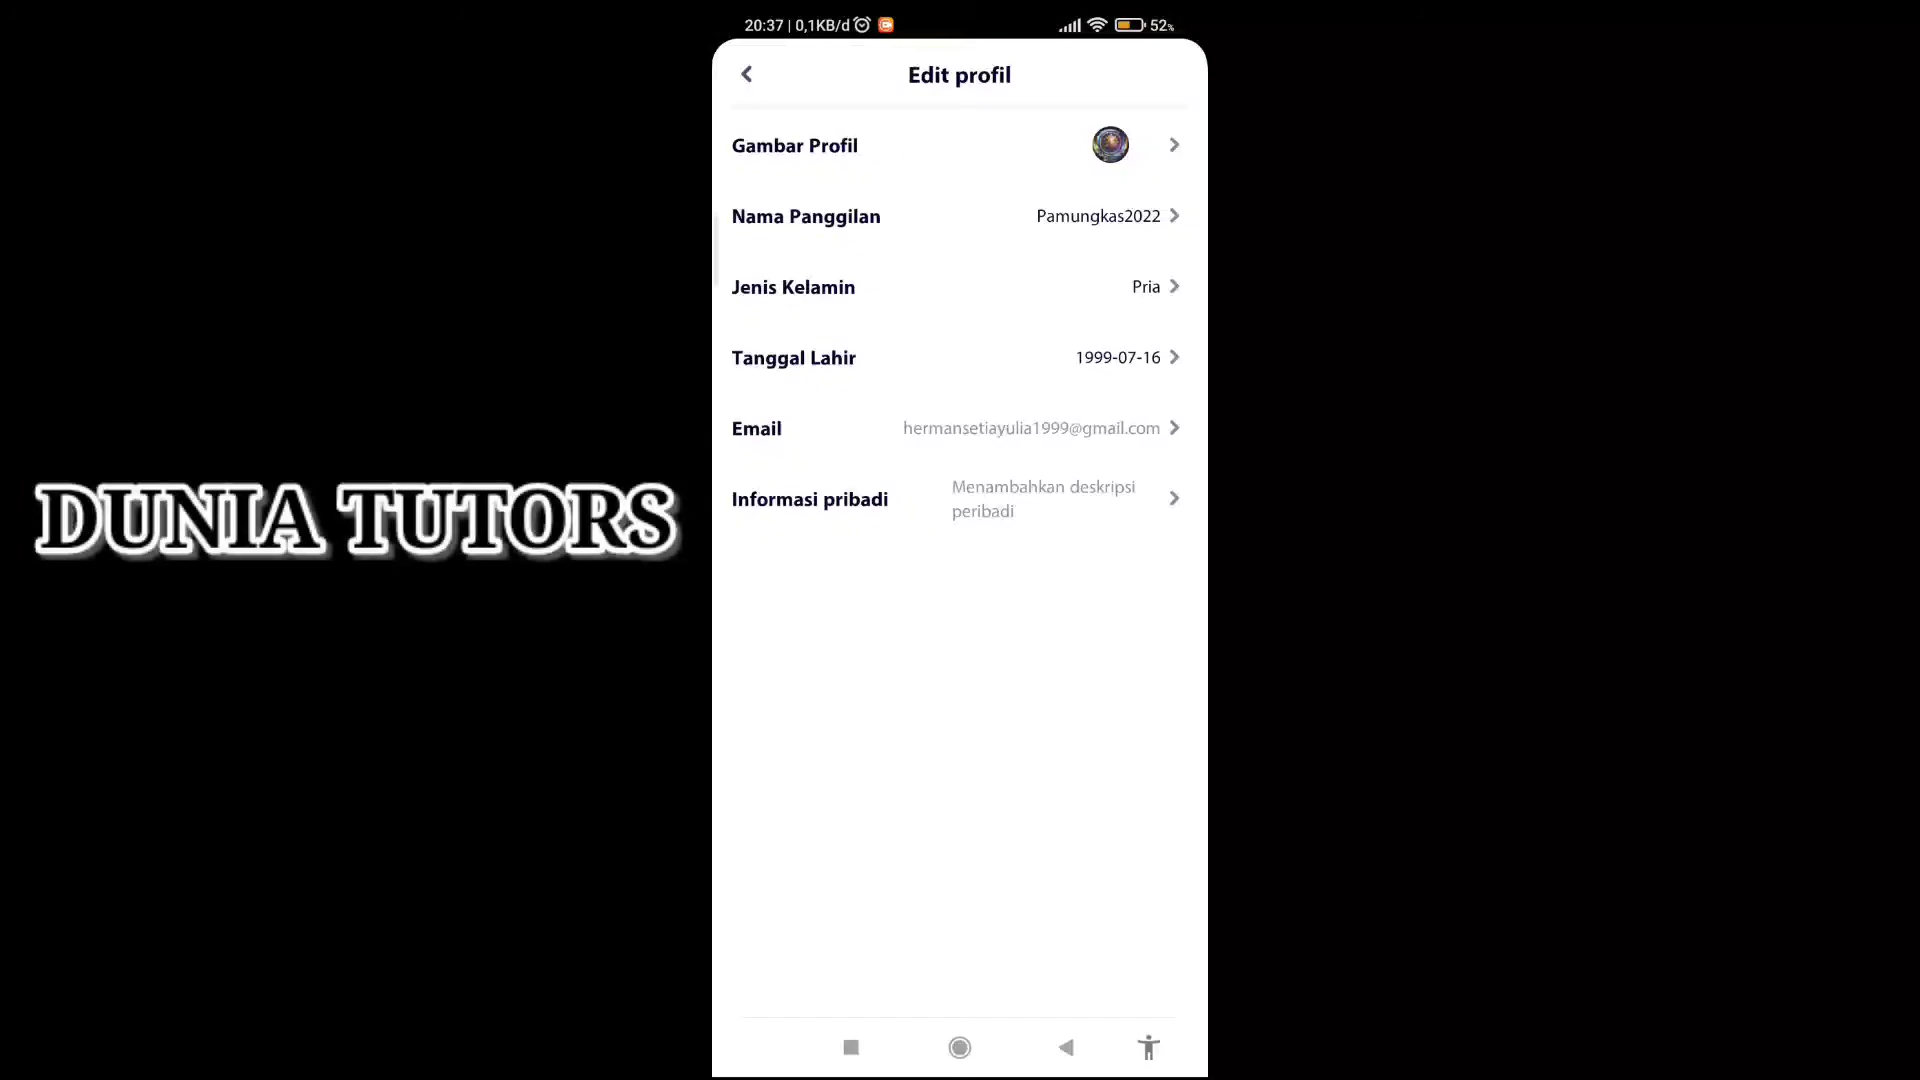 20:37 | 0,1KB/d
52%
Edit profil
Gambar Profil
Nama Panggilan
Pamungkas2022
Jenis Kelamin
Pria
Tanggal Lahir
1999-07-16
Email
hermansetiayulia1999@gmail.com
Informasi pribadi
Menambahkan deskripsi
peribadi
DUNIA TUTORS